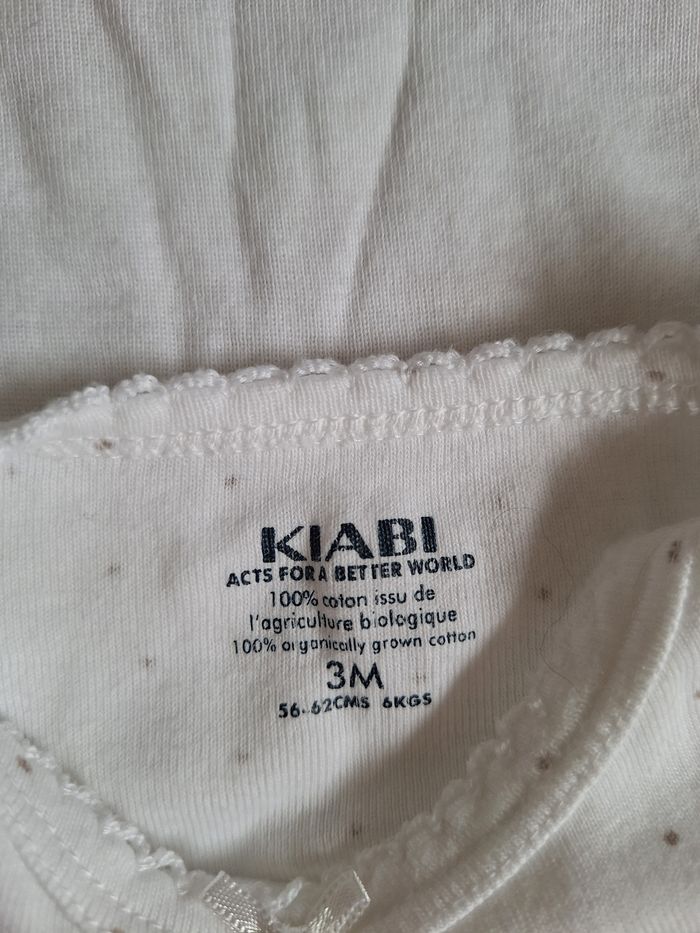 KIABI
ACTS FOR A BETTER WORLD
100% coton issu de
l'agriculture biologique
100% organically grown cotton
3M
56-62CMS 6KGS